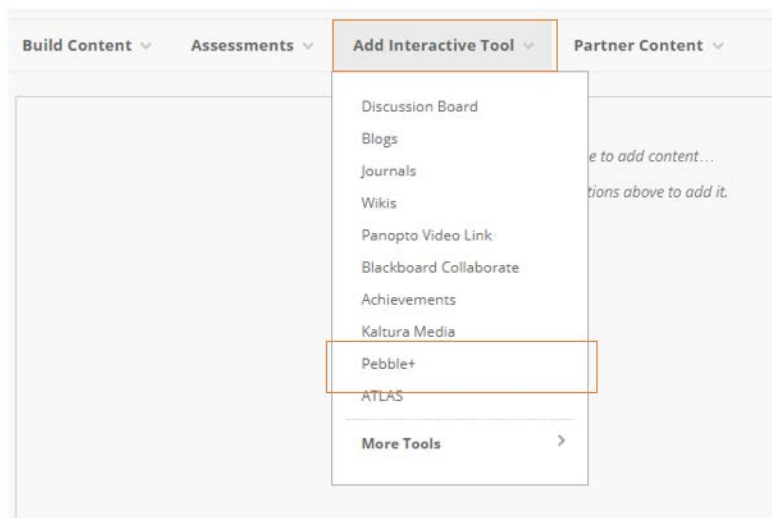 Build Content Assessments Add Interactive Tool Partner Content
Discussion Board
Blogs
e to add content...
Journals
tions above to add it.
Wikis
Panopto Video Link
Blackboard Collaborate
Achievements
Kaltura Media
Pebble+
ATLAS
More Tools